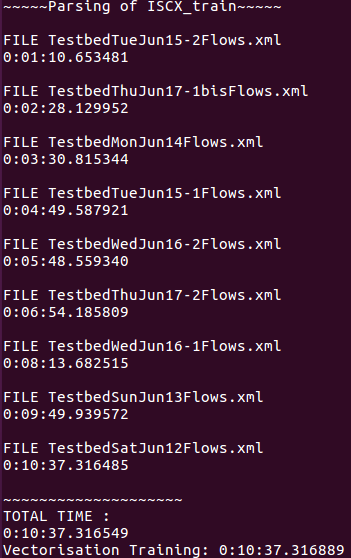 ~~~~~Parsing of ISCX_train~~~~~
FILE TestbedTueJun15-2Flows.xml
0:01:10.653481
FILE TestbedThuJun17-1bisFlows.xml
0:02:28.129952
FILE TestbedMonJun14Flows.xml
0:03:30.815344
FILE TestbedTueJun15-1Flows.xml
0:04:49.587921
FILE TestbedWedJun16-2Flows.xml
0:05:48.559340
FILE TestbedThuJun17-2Flows.xml
0:06:54.185809
FILE TestbedWedJun16-1Flows.xml
0:08:13.682515
FILE TestbedSunJun13Flows.xml
0:09:49.939572
FILE TestbedSatJun12Flows.xml
0:10:37.316485
~~~~~~~~~~~~~~~~~~~~
TOTAL TIME :
0:10:37.316549
Vectorisation Training: 0:10:37.316889